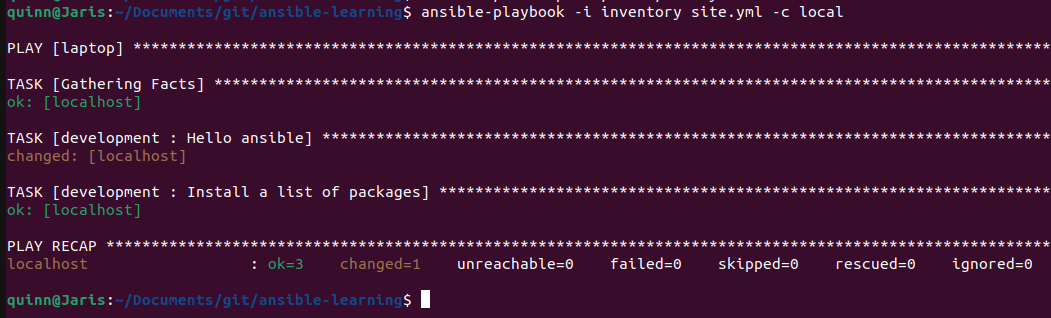 quinn@Jaris:~/Documents/git/ansible-learning$ ansible-playbook -i inventory site.yml -c local
PLAY [laptop] ******************************************************************************************************
TASK [Gathering Facts] *********************************************************************************************
ok: [localhost]
TASK [development : Hello ansible] *********************************************************************************
changed: [localhost]
TASK [development : Install a list of packages] ********************************************************************
ok: [localhost]
PLAY RECAP *********************************************************************************************************
localhost                  : ok=3    changed=1    unreachable=0    failed=0    skipped=0    rescued=0    ignored=0
quinn@Jaris:~/Documents/git/ansible-learning$